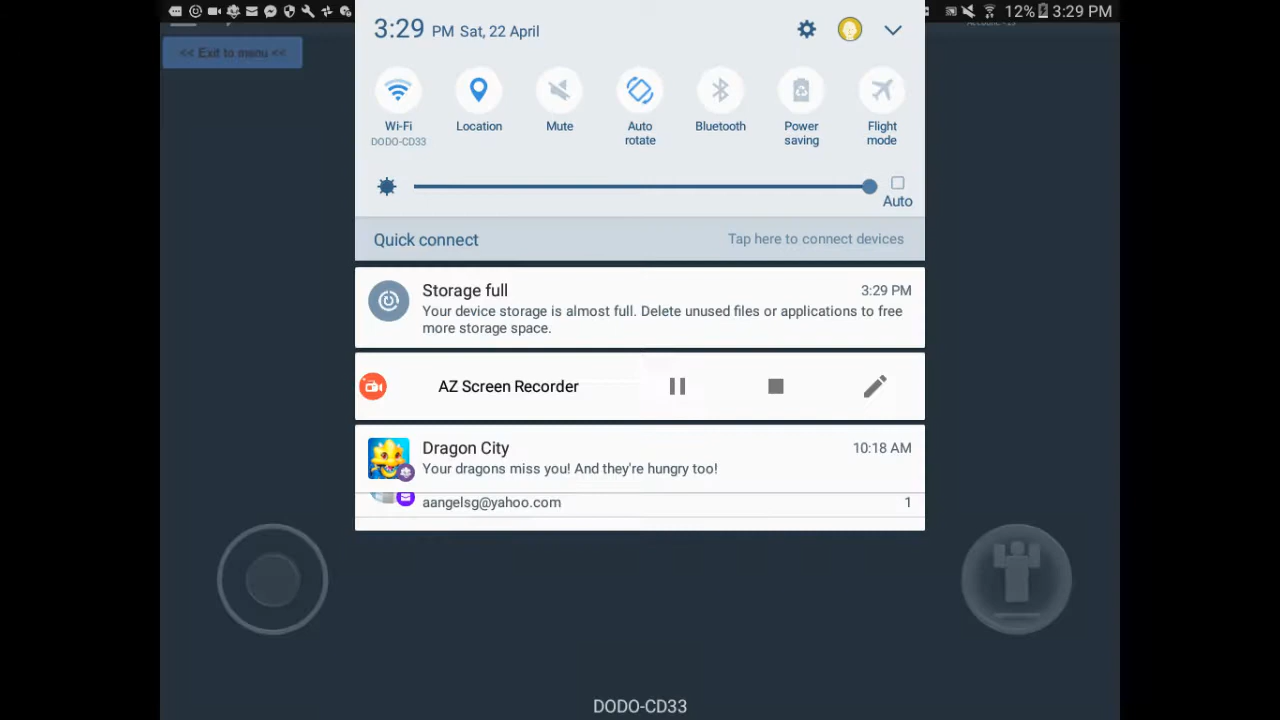 12% 3:29 PM
3:29 PM Sat, 22 April
<< Exit to menu <<
Wi-Fi
DODO-CD33
Location
Mute
Auto
rotate
Bluetooth
Power
saving
Flight
mode
Auto
Quick connect
Tap here to connect devices
Storage full
3:29 PM
Your device storage is almost full. Delete unused files or applications to free
more storage space.
AZ Screen Recorder
Dragon City
10:18 AM
Your dragons miss you! And they're hungry too!
aangelsg@yahoo.com
1
DODO-CD33